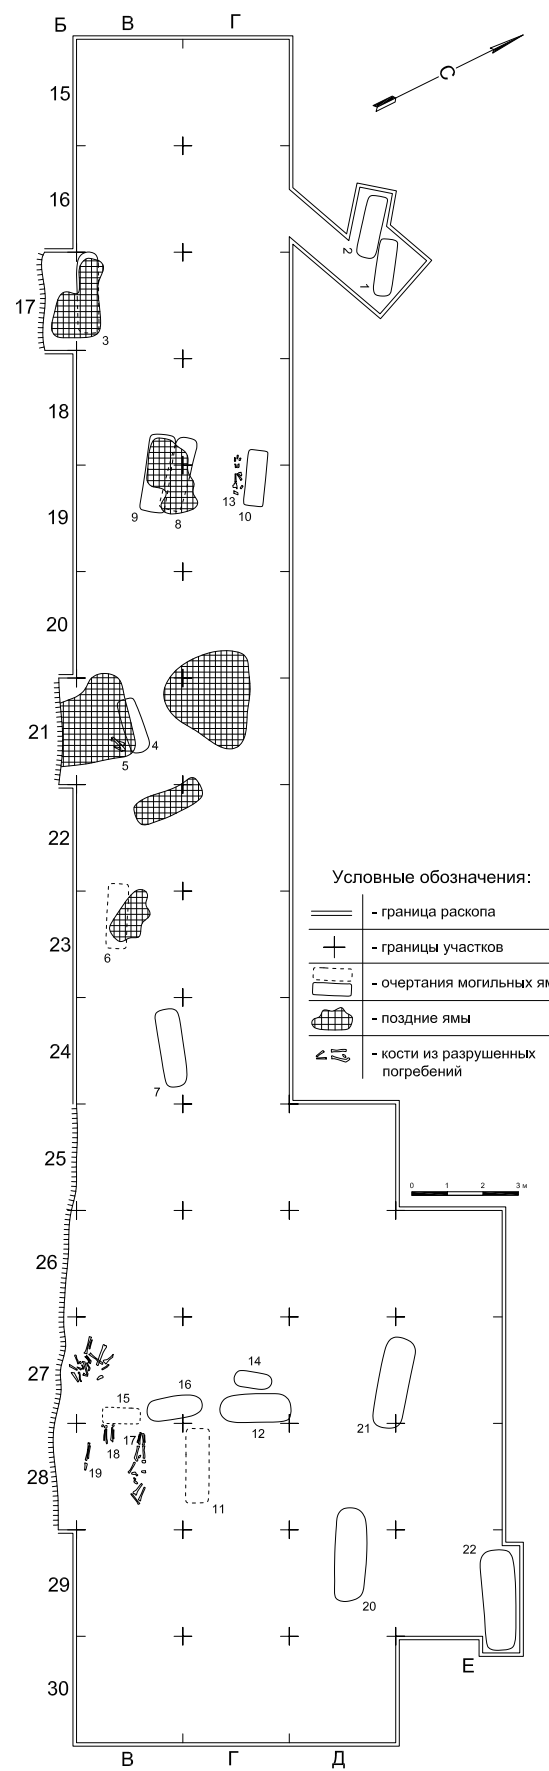 Б В Г
15
С
16
2
1
17
3
18
13
9 8 10
19
20
21
4
5
22
Условные обозначения:
- граница раскопа
- границы участков
- очертания могильных ям
- поздние ямы
- кости из разрушенных
погребений
23
6
24
7
25
0 1 2 3 м
26
27
14
15 16
12
21
18 17
19
28
11
22
29
20
Е
30
В Г Д